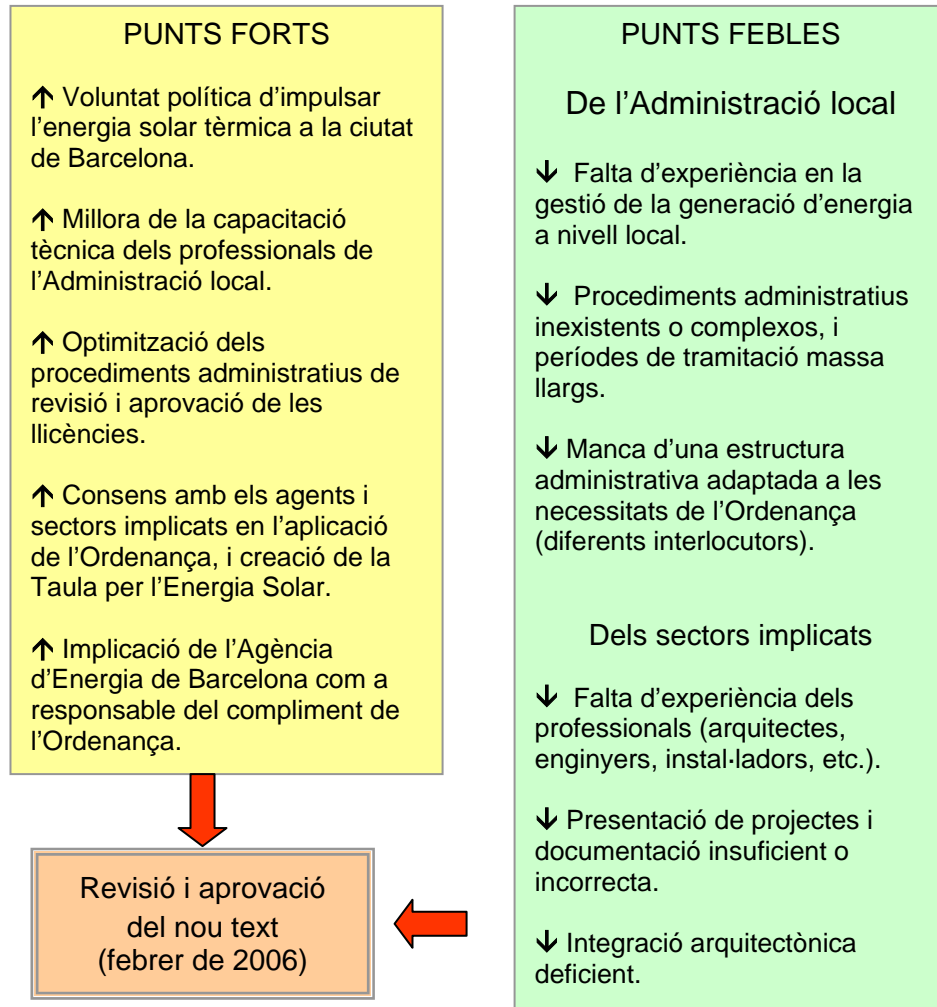 PUNTS FORTS
↑ Voluntat política d’impulsar
l’energia solar tèrmica a la ciutat
de Barcelona.
↑ Millora de la capacitació
tècnica dels professionals de
l’Administració local.
↑ Optimització dels
procediments administratius de
revisió i aprovació de les
llicències.
↑ Consens amb els agents i
sectors implicats en l’aplicació
de l’Ordenança, i creació de la
Taula per l’Energia Solar.
↑ Implicació de l’Agència
d’Energia de Barcelona com a
responsable del compliment de
l’Ordenança.
Revisió i aprovació
del nou text
(febrer de 2006)
PUNTS FEBLES
De l’Administració local
↓ Falta d’experiència en la
gestió de la generació d’energia
a nivell local.
↓ Procediments administratius
inexistents o complexos, i
períodes de tramitació massa
llargs.
↓ Manca d’una estructura
administrativa adaptada a les
necessitats de l’Ordenança
(diferents interlocutors).
Dels sectors implicats
↓ Falta d’experiència dels
professionals (arquitectes,
enginyers, instal·ladors, etc.).
↓ Presentació de projectes i
documentació insuficient o
incorrecta.
↓ Integració arquitectònica
deficient.